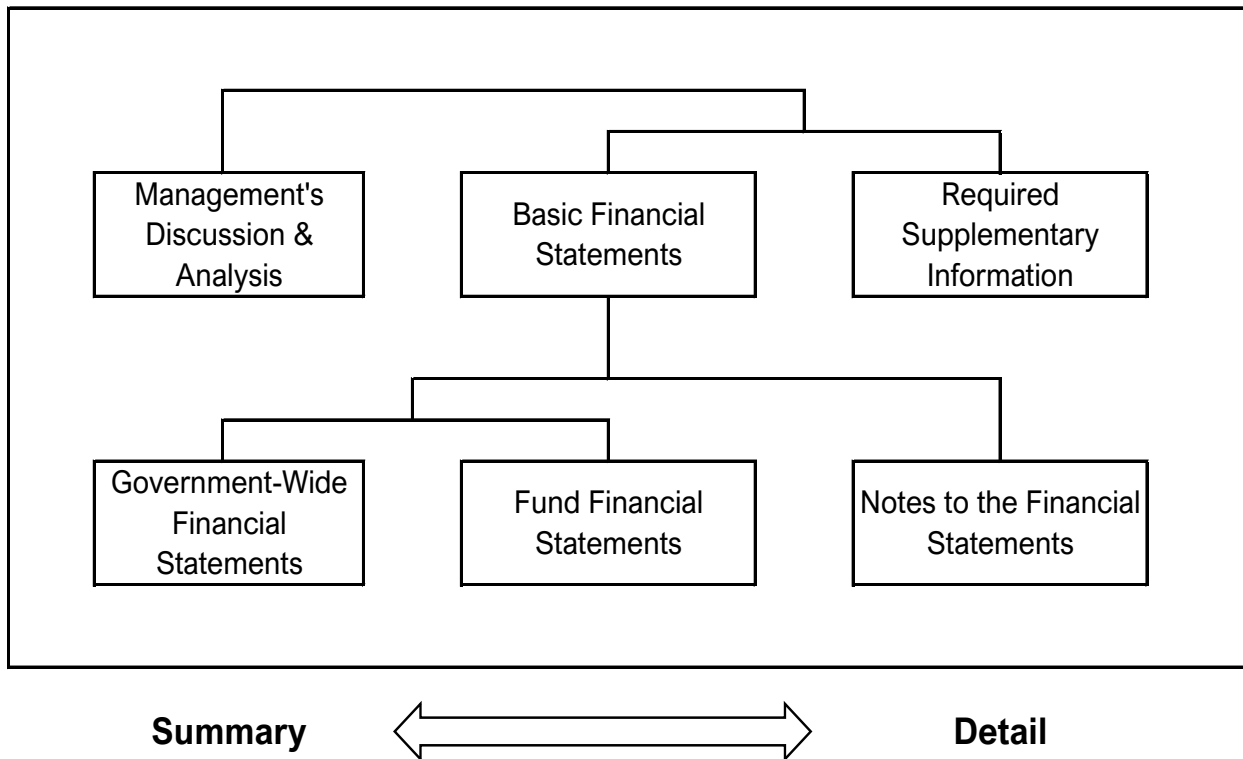 Management's
Discussion &
Analysis
Basic Financial
Statements
Required
Supplementary
Information
Government-Wide
Financial
Statements
Fund Financial
Statements
Notes to the Financial
Statements
Summary
Detail